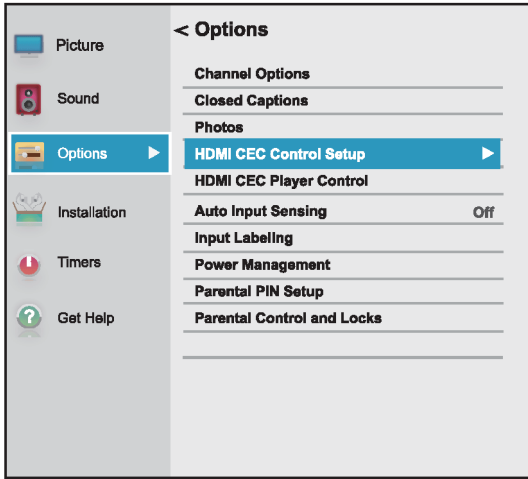 Picture
Sound
Options
Installation
Timers
Get Help
< Options
Channel Options
Closed Captions
Photos
HDMI CEC Control Setup
HDMI CEC Player Control
Auto Input Sensing Off
Input Labeling
Power Management
Parental PIN Setup
Parental Control and Locks